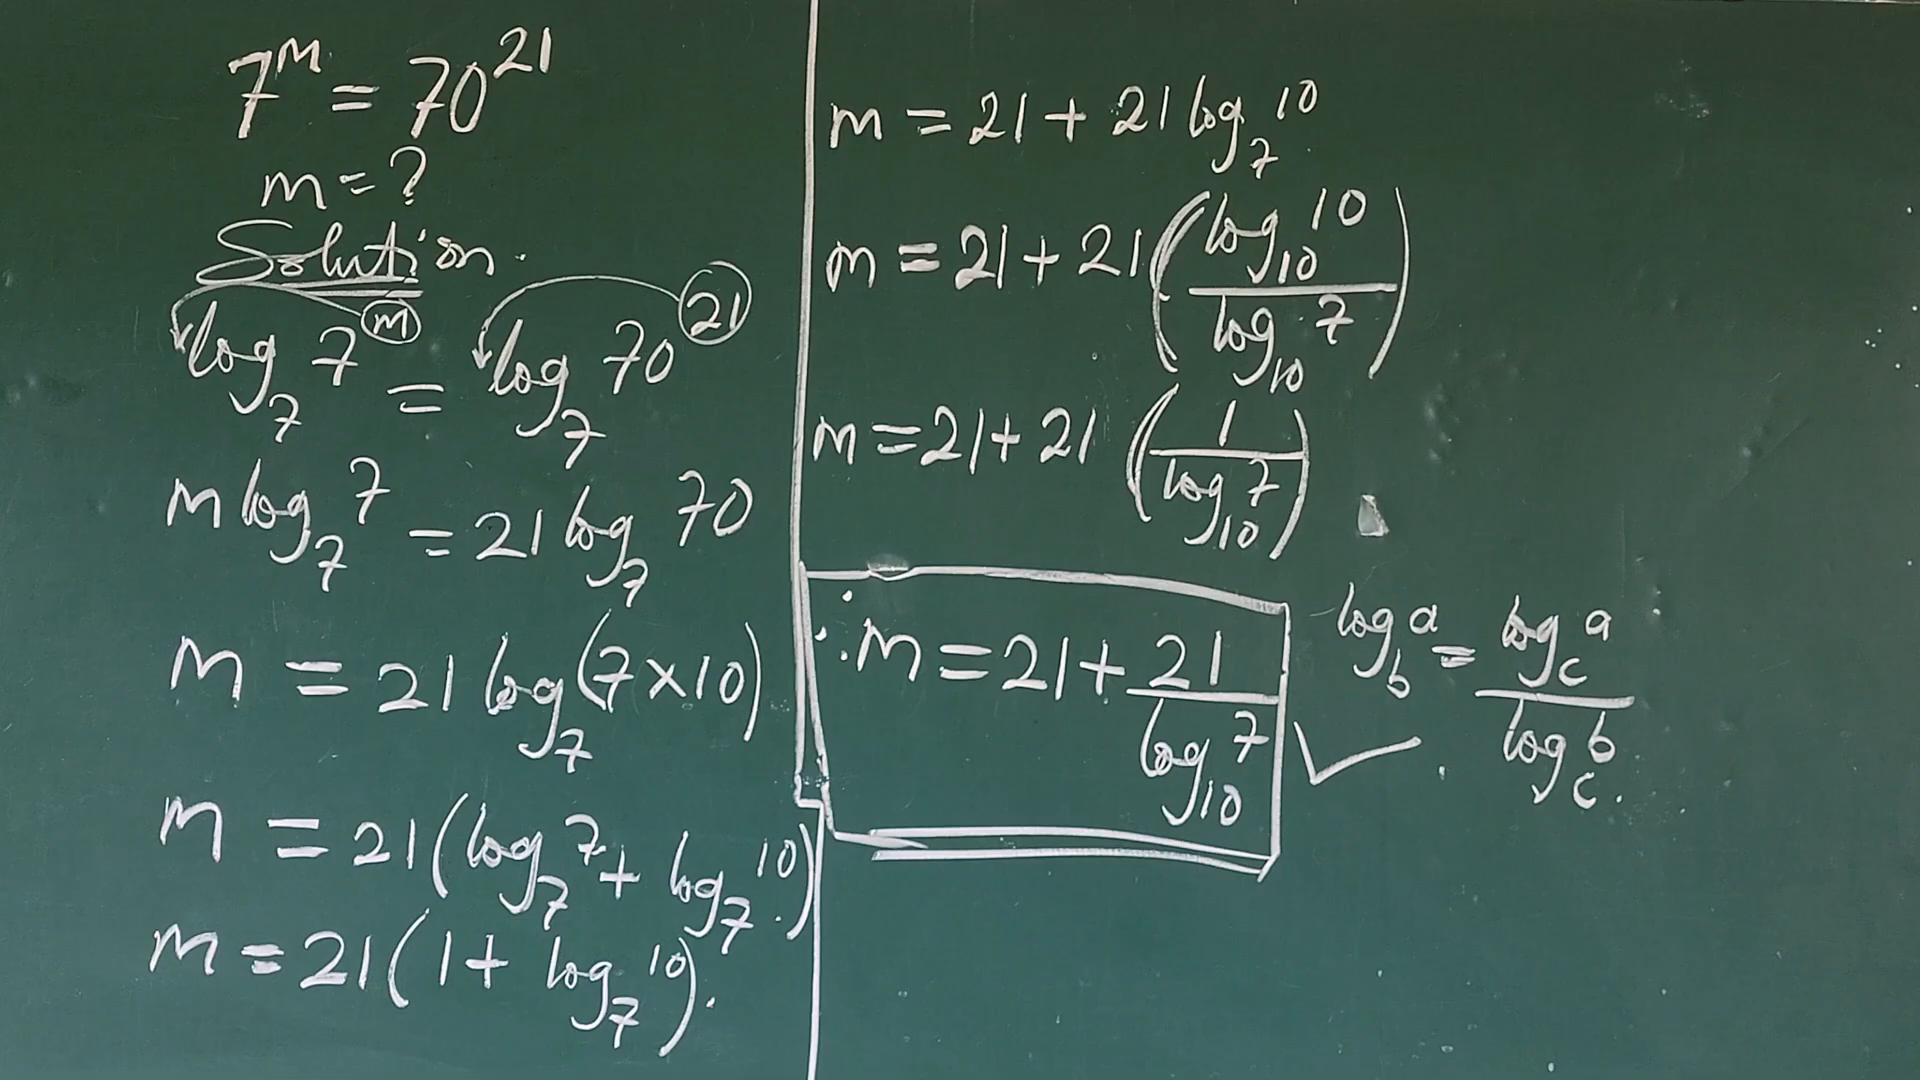 7^m = 70^21
m = ?
Solution.
log_7 7^m = log_7 70^21
m log_7 7 = 21 log_7 70
m = 21 log_7 (7×10)
m = 21(log_7 7 + log_7 10)
m = 21(1 + log_7 10).
m = 21 + 21 log_7 10
m = 21 + 21 (log_10 10 / log_10 7)
m = 21 + 21 (1 / log_10 7)
∴ m = 21 + 21 / log_10 7 ✓
log_b a = log_c a / log_c b.